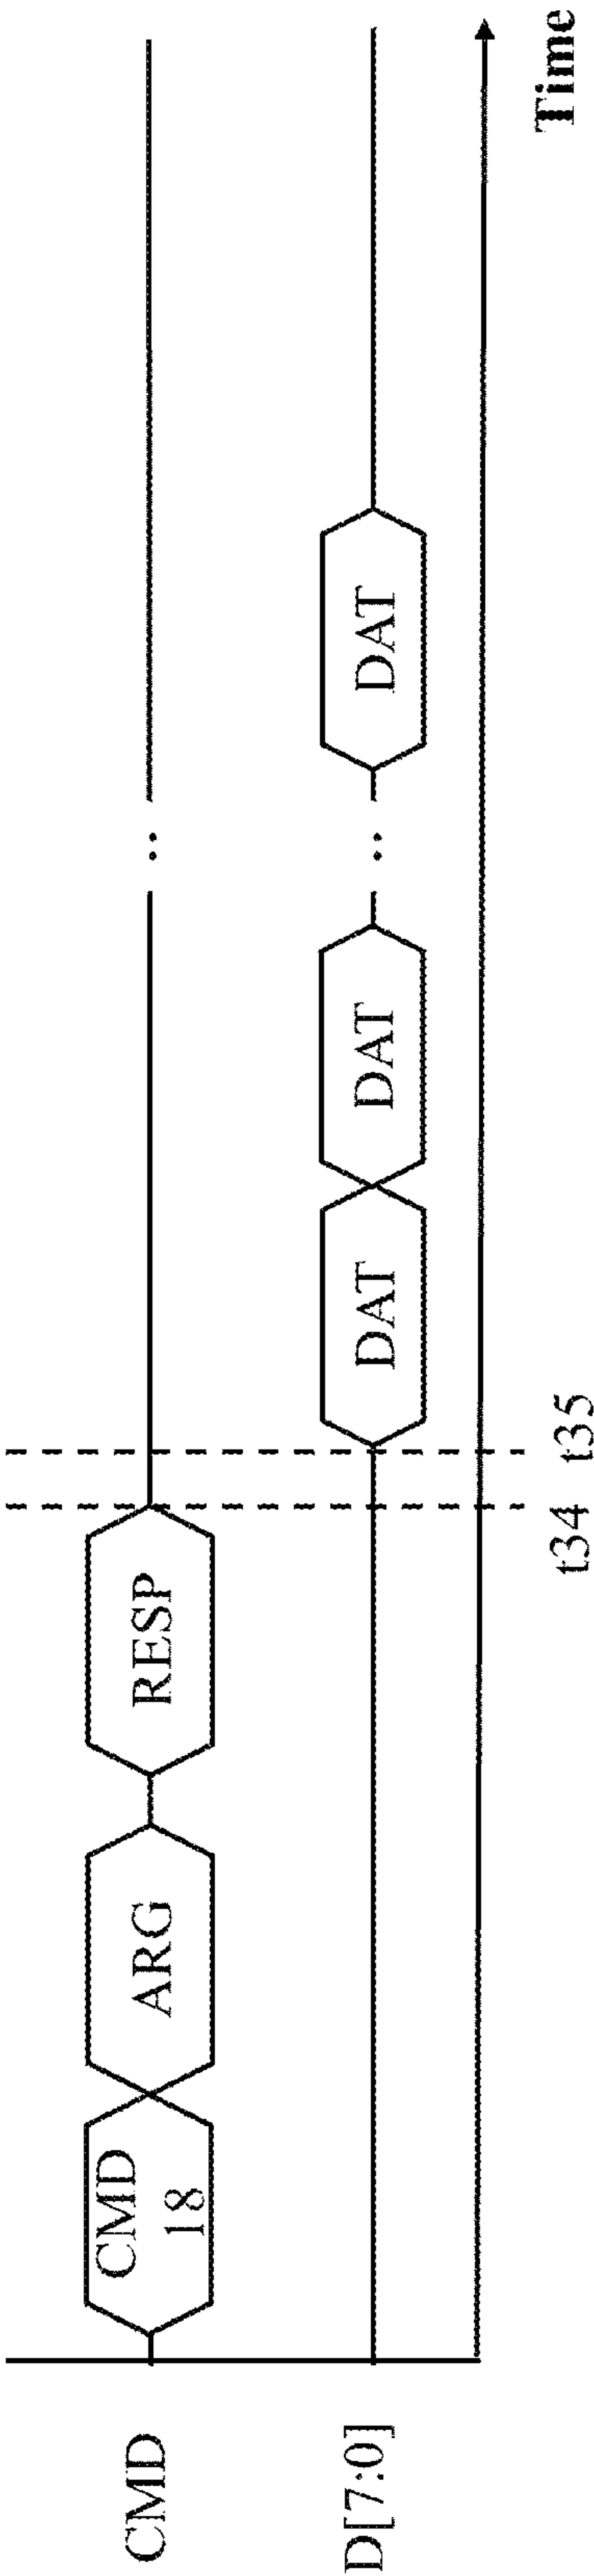 CMD
CMD
18
ARG
RESP
..
D[7:0]
DAT
DAT
..
DAT
t34
t35
Time